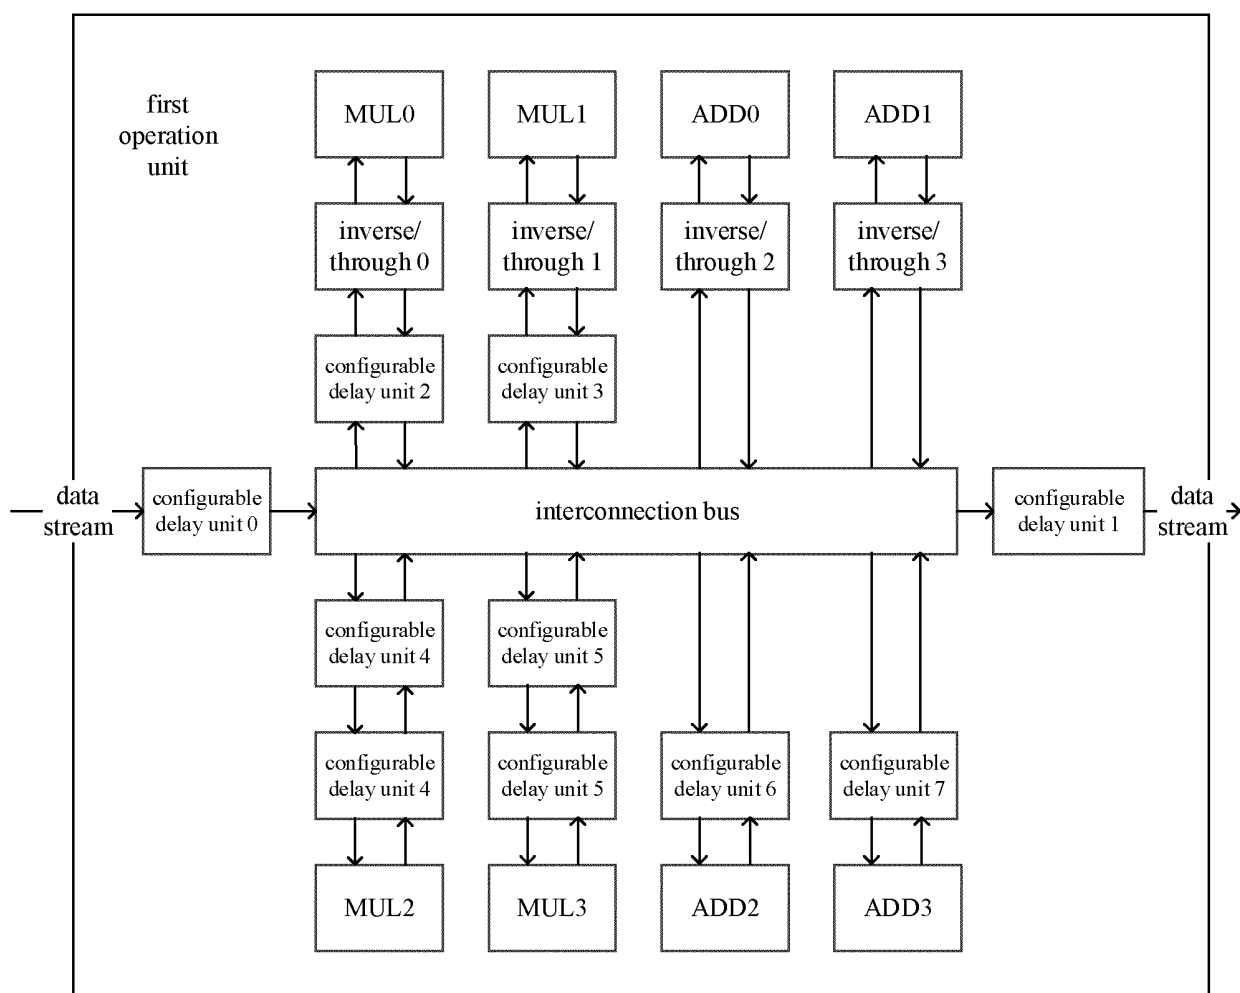 first
operation
unit
MUL0
MUL1
ADD0
ADD1
inverse/
through 0
inverse/
through 1
inverse/
through 2
inverse/
through 3
configurable
delay unit 2
configurable
delay unit 3
data
stream
configurable
delay unit 0
interconnection bus
configurable
delay unit 1
data
stream
configurable
delay unit 4
configurable
delay unit 5
configurable
delay unit 4
configurable
delay unit 5
configurable
delay unit 6
configurable
delay unit 7
MUL2
MUL3
ADD2
ADD3